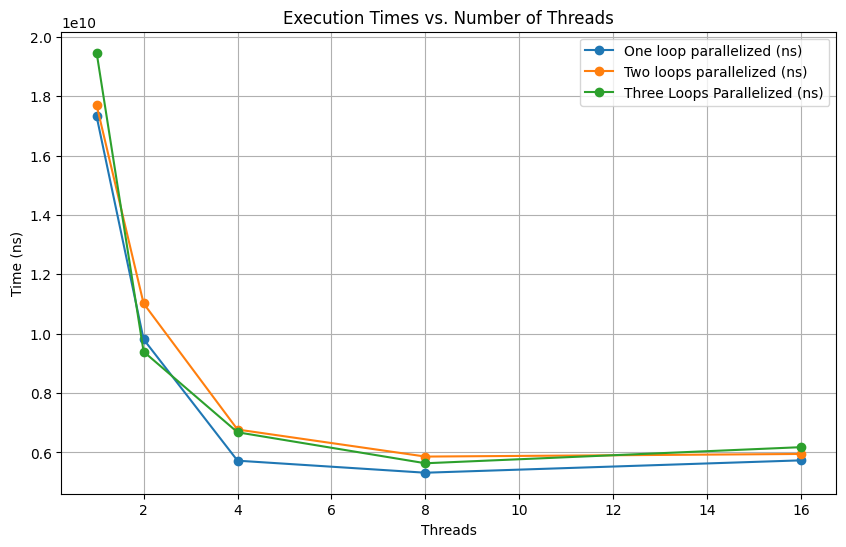 Execution Times vs. Number of Threads
1e10
2.0
1.8
1.6
1.4
1.2
1.0
0.8
0.6
Time (ns)
One loop parallelized (ns)
Two loops parallelized (ns)
Three Loops Parallelized (ns)
2 4 6 8 10 12 14 16
Threads